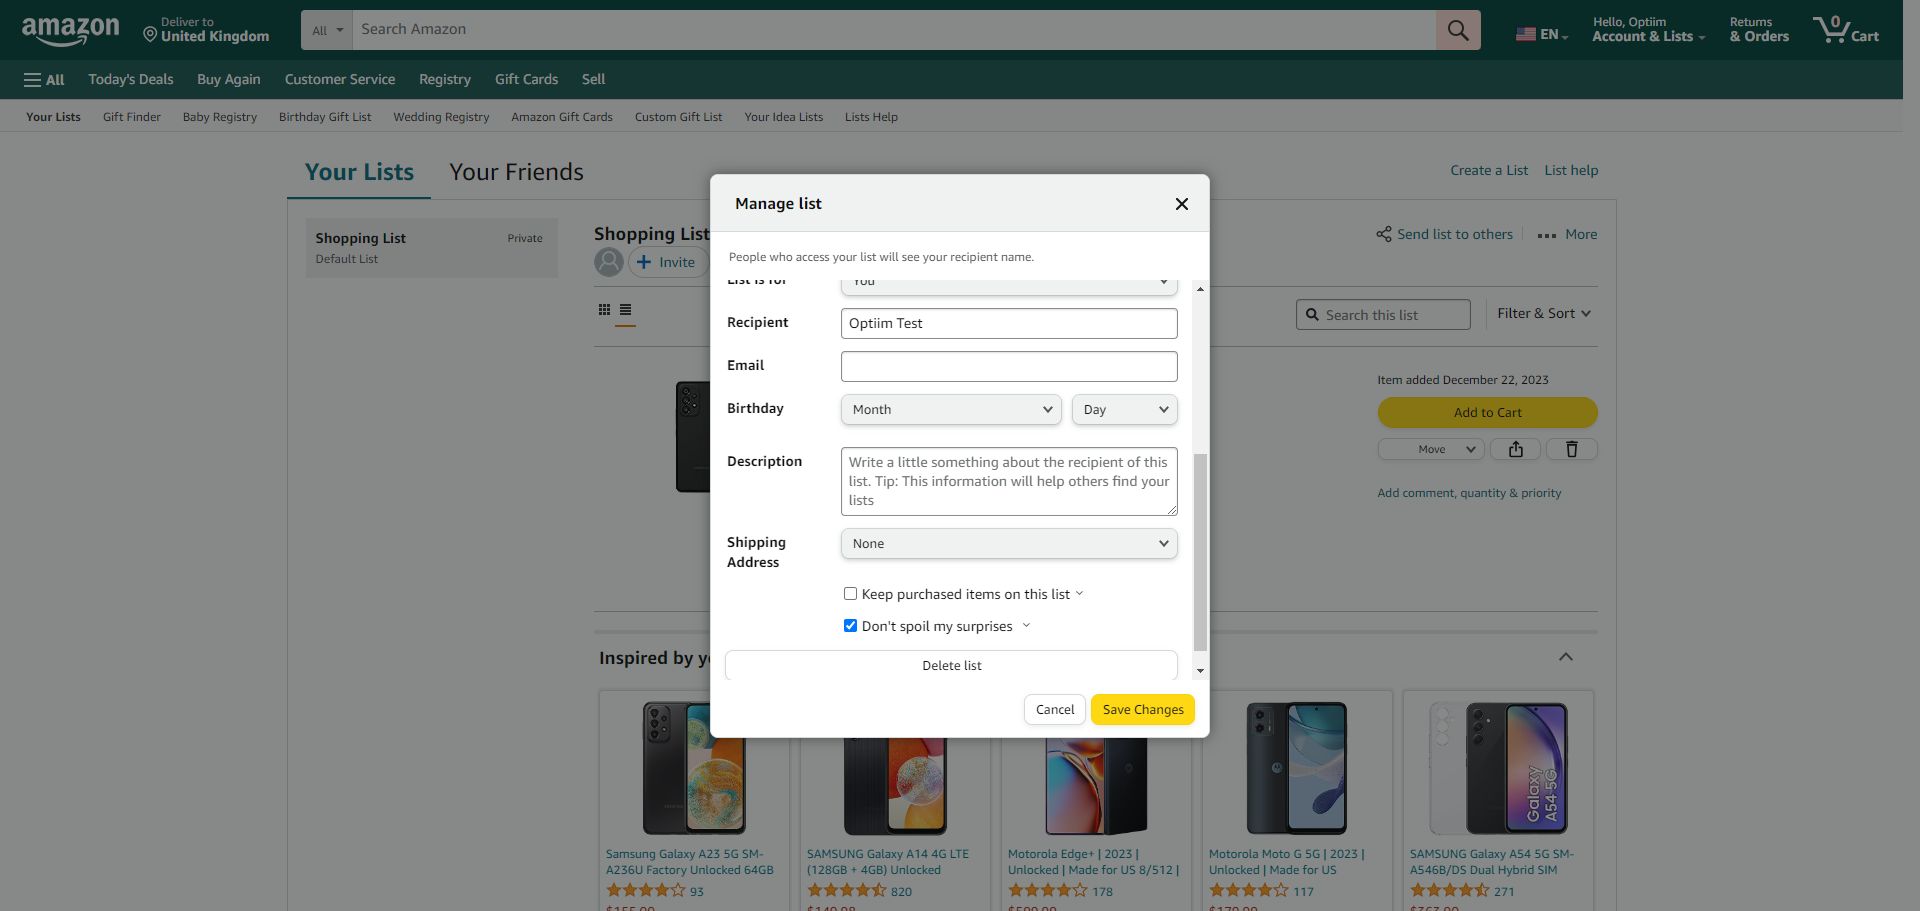 amazon
Deliver to
United Kingdom
All
Search Amazon
EN
Hello, Optiim
Account & Lists
Returns
& Orders
0
Cart
All
Today's Deals
Buy Again
Customer Service
Registry
Gift Cards
Sell
Your Lists
Gift Finder
Baby Registry
Birthday Gift List
Wedding Registry
Amazon Gift Cards
Custom Gift List
Your Idea Lists
Lists Help
Your Lists
Your Friends
Create a List
List help
Shopping List
Private
Default List
Shopping List
Invite
Send list to others
More
Search this list
Filter & Sort
Item added December 22, 2023
Add to Cart
Move
Add comment, quantity & priority
Manage list
People who access your list will see your recipient name.
List is for
You
Recipient
Optiim Test
Email
Birthday
Month
Day
Description
Write a little something about the recipient of this
list. Tip: This information will help others find your
lists
Shipping
Address
None
Keep purchased items on this list
Don't spoil my surprises
Delete list
Cancel
Save Changes
Inspired by
Galaxy
A54 5G
Samsung Galaxy A23 5G SM-
A236U Factory Unlocked 64GB
93
$155.00
SAMSUNG Galaxy A14 4G LTE
(128GB + 4GB) Unlocked
820
$149.98
Motorola Edge+ | 2023 |
Unlocked | Made for US 8/512 |
178
$599.99
Motorola Moto G 5G | 2023 |
Unlocked | Made for US
117
SAMSUNG Galaxy A54 5G SM-
A546B/DS Dual Hybrid SIM
271